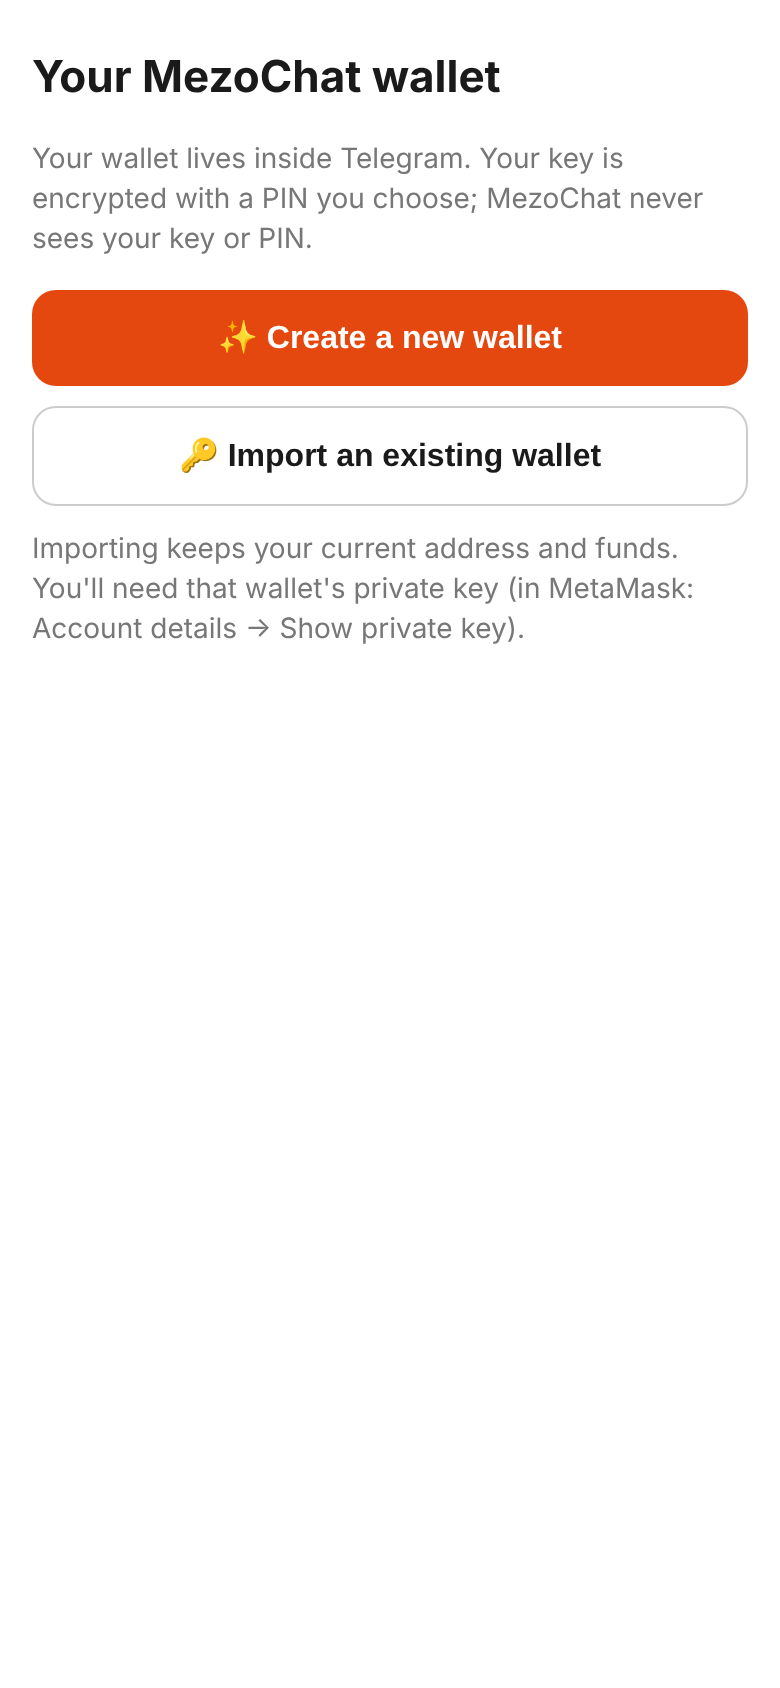 Your MezoChat wallet
Your wallet lives inside Telegram. Your key is
encrypted with a PIN you choose; MezoChat never
sees your key or PIN.
✨ Create a new wallet
🔑 Import an existing wallet
Importing keeps your current address and funds.
You'll need that wallet's private key (in MetaMask:
Account details → Show private key).